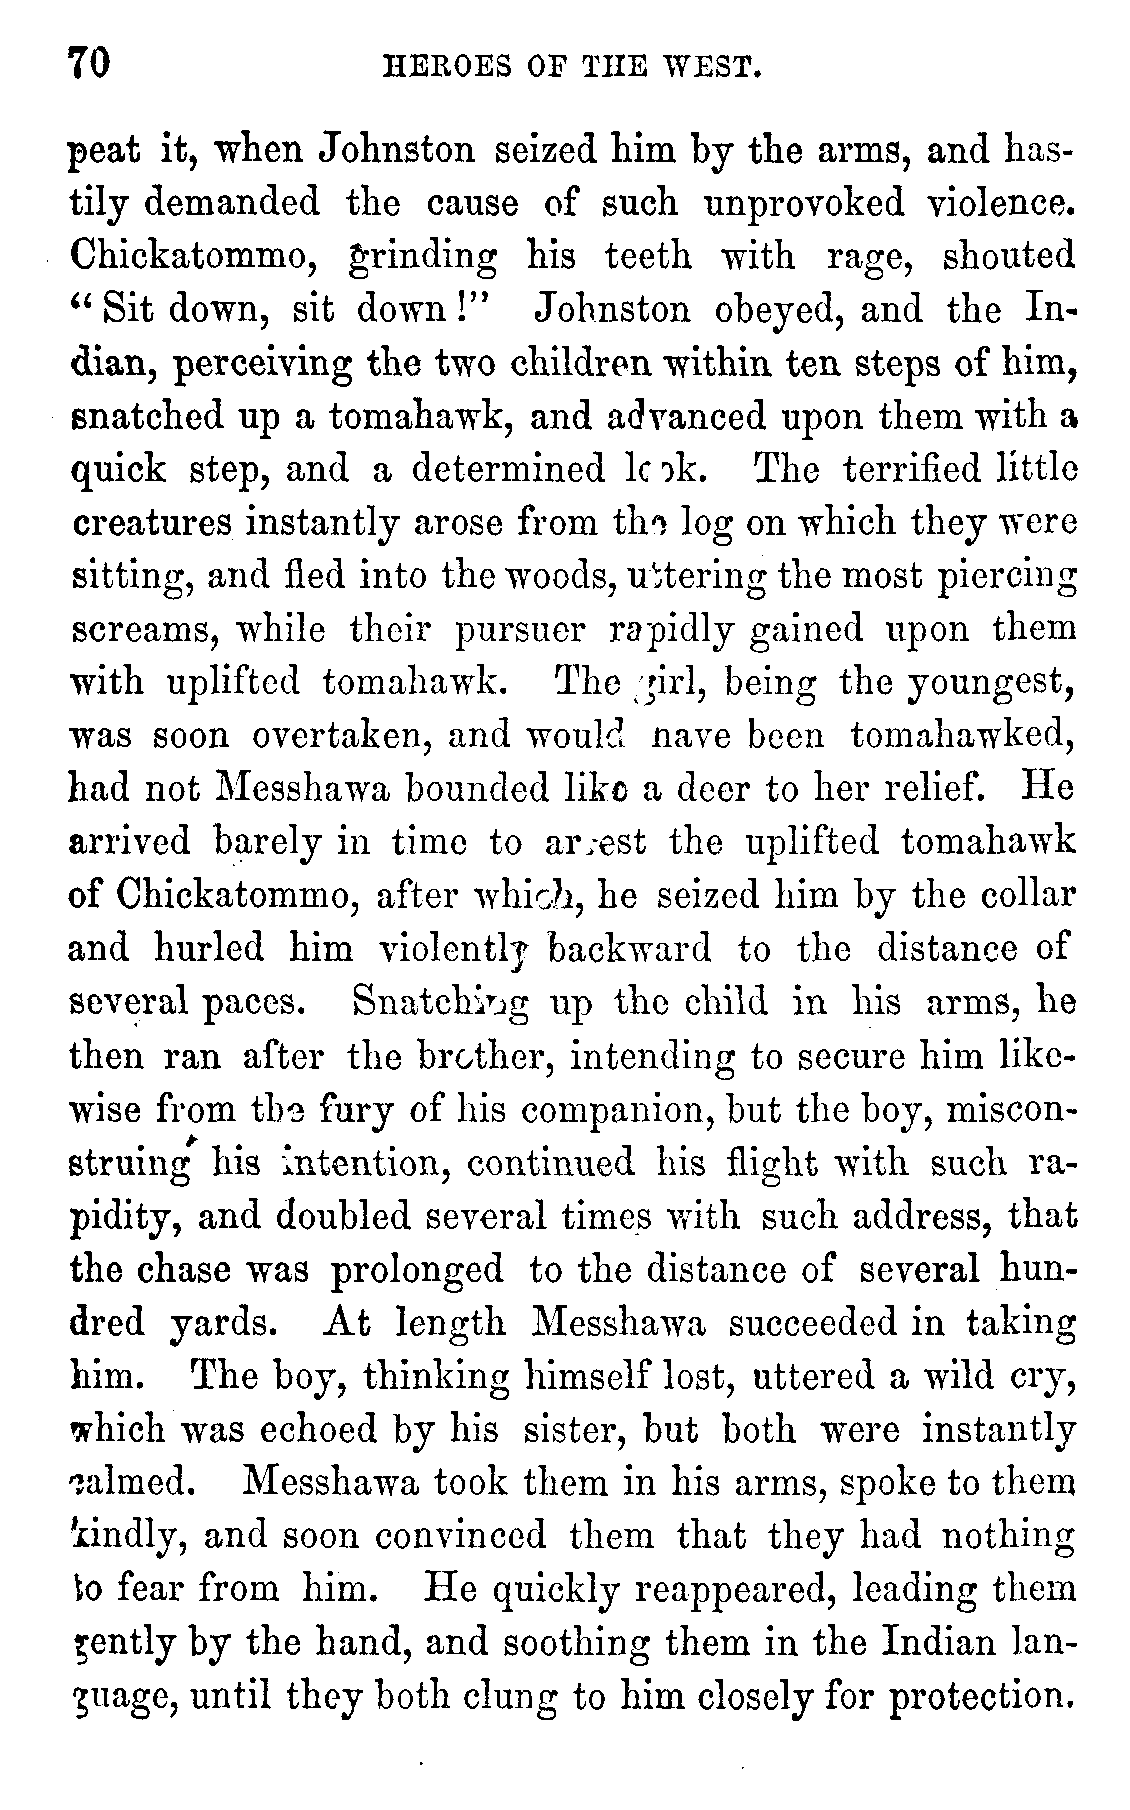 70 HEROES OF THE WEST.
peat it, when Johnston seized him by the arms, and has-
tily demanded the cause of such unprovoked violence.
Chickatommo, grinding his teeth with rage, shouted
“Sit down, sit down!” Johnston obeyed, and the In-
dian, perceiving the two children within ten steps of him,
snatched up a tomahawk, and advanced upon them with a
quick step, and a determined look. The terrified little
creatures instantly arose from the log on which they were
sitting, and fled into the woods, uttering the most piercing
screams, while their pursuer rapidly gained upon them
with uplifted tomahawk. The girl, being the youngest,
was soon overtaken, and would have been tomahawked,
had not Messhawa bounded like a deer to her relief. He
arrived barely in time to arrest the uplifted tomahawk
of Chickatommo, after which, he seized him by the collar
and hurled him violently backward to the distance of
several paces. Snatching up the child in his arms, he
then ran after the brother, intending to secure him like-
wise from the fury of his companion, but the boy, miscon-
struing his intention, continued his flight with such ra-
pidity, and doubled several times with such address, that
the chase was prolonged to the distance of several hun-
dred yards. At length Messhawa succeeded in taking
him. The boy, thinking himself lost, uttered a wild cry,
which was echoed by his sister, but both were instantly
calmed. Messhawa took them in his arms, spoke to them
kindly, and soon convinced them that they had nothing
to fear from him. He quickly reappeared, leading them
gently by the hand, and soothing them in the Indian lan-
guage, until they both clung to him closely for protection.